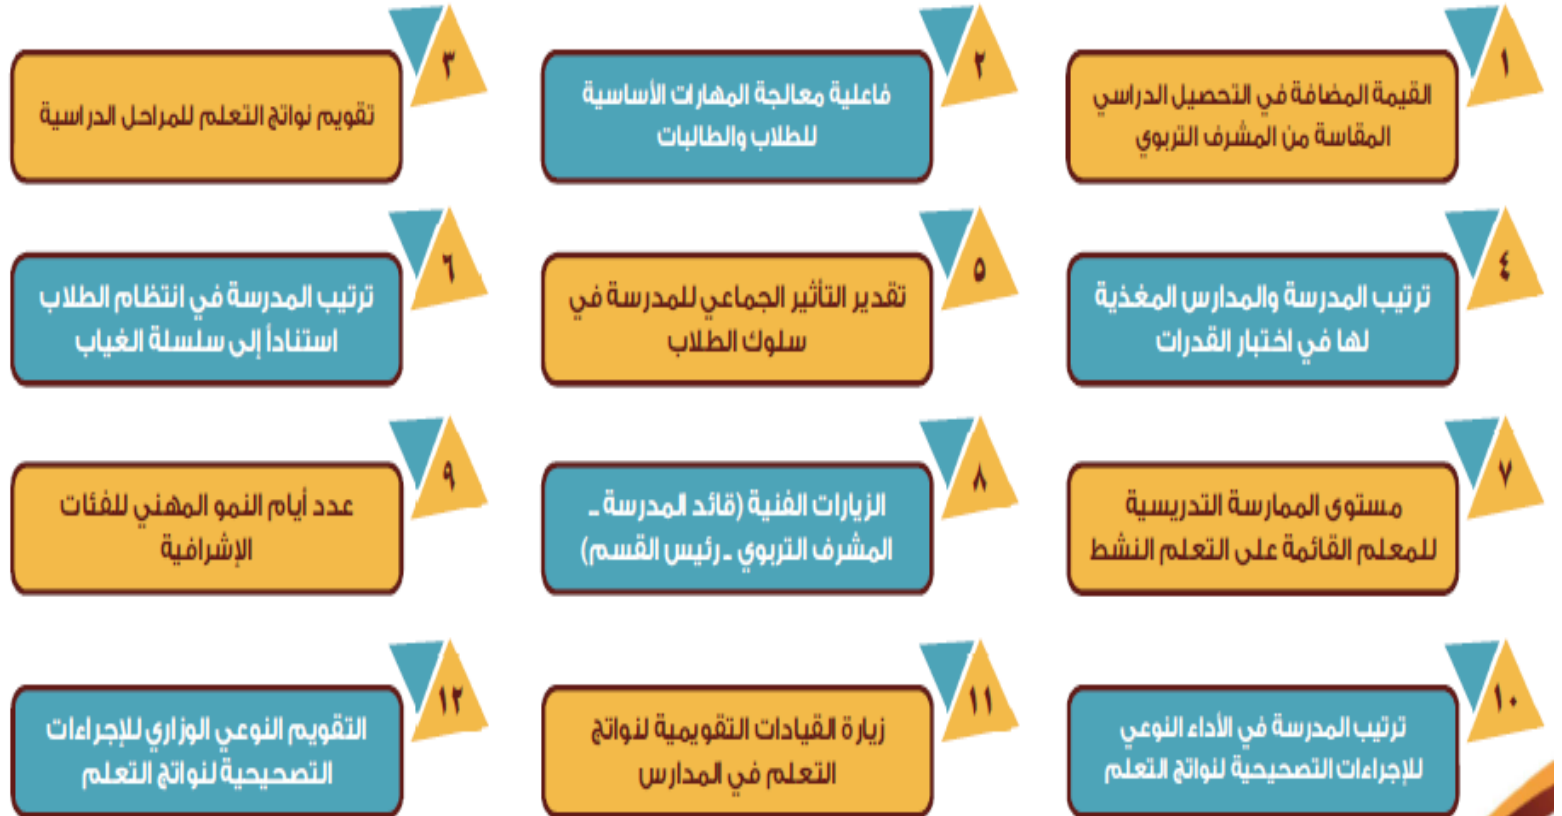 ١
القيمة المضافة في التحصيل الدراسي
المقاسة من المشرف التربوي
٢
فاعلية معالجة المهارات الأساسية
للطلاب والطالبات
٣
تقويم نواتج التعلم للمراحل الدراسية
٤
ترتيب المدرسة والمدارس المغذية
لها في اختبار القدرات
٥
تقدير التأثير الجماعي للمدرسة في
سلوك الطلاب
٦
ترتيب المدرسة في انتظام الطلاب
استناداً إلى سلسلة الغياب
٧
مستوى الممارسة التدريسية
للمعلم القائمة على التعلم النشط
٨
الزيارات الفنية (قائد المدرسة ـ
المشرف التربوي ـ رئيس القسم)
٩
عدد أيام النمو المهني للفئات
الإشرافية
١٠
ترتيب المدرسة في الأداء النوعي
للإجراءات التصحيحية لنواتج التعلم
١١
زيارة القيادات التقويمية لنواتج
التعلم في المدارس
١٢
التقويم النوعي الوزاري للإجراءات
التصحيحية لنواتج التعلم